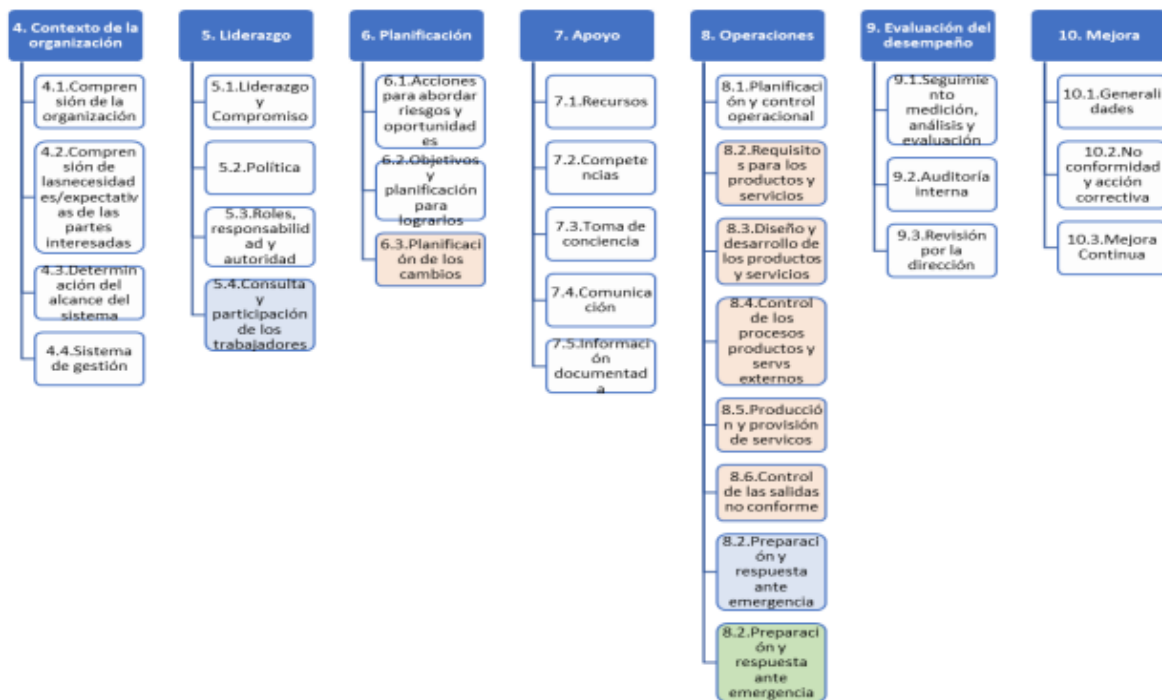 4. Contexto de la
organización
4.1.Compren
sión de la
organización
4.2.Compren
sión de
lasnecesidad
es/expectativ
as de las
partes
interesadas
4.3.Determin
ación del
alcance del
sistema
4.4.Sistema
de gestión
5. Liderazgo
5.1.Liderazgo
y
Compromiso
5.2.Política
5.3.Roles,
responsabilid
ad y
autoridad
5.4.Consulta
y
participación
de los
trabajadores
6. Planificación
6.1.Acciones
para abordar
riesgos y
oportunidad
es
6.2.Objetivos
y
planificación
para
lograrlos
6.3.Planificaci
ón de los
cambios
7. Apoyo
7.1.Recursos
7.2.Compete
ncias
7.3.Toma de
conciencia
7.4.Comunica
ción
7.5.Informaci
ón
documentad
a
8. Operaciones
8.1.Planificaci
ón y control
operacional
8.2.Requisito
s para los
productos y
servicios
8.3.Diseño y
desarrollo de
los productos
y servicios
8.4.Control
de los
procesos
productos y
servs
externos
8.5.Producció
n y provisión
de servicos
8.6.Control
de las salidas
no conforme
8.2.Preparaci
ón y
respuesta
ante
emergencia
8.2.Preparaci
ón y
respuesta
ante
emergencia
9. Evaluación del
desempeño
9.1.Seguimie
nto
medición,
análisis y
evaluación
9.2.Auditoría
interna
9.3.Revisión
por la
dirección
10. Mejora
10.1.Generali
dades
10.2.No
conformidad
y acción
correctiva
10.3.Mejora
Continua